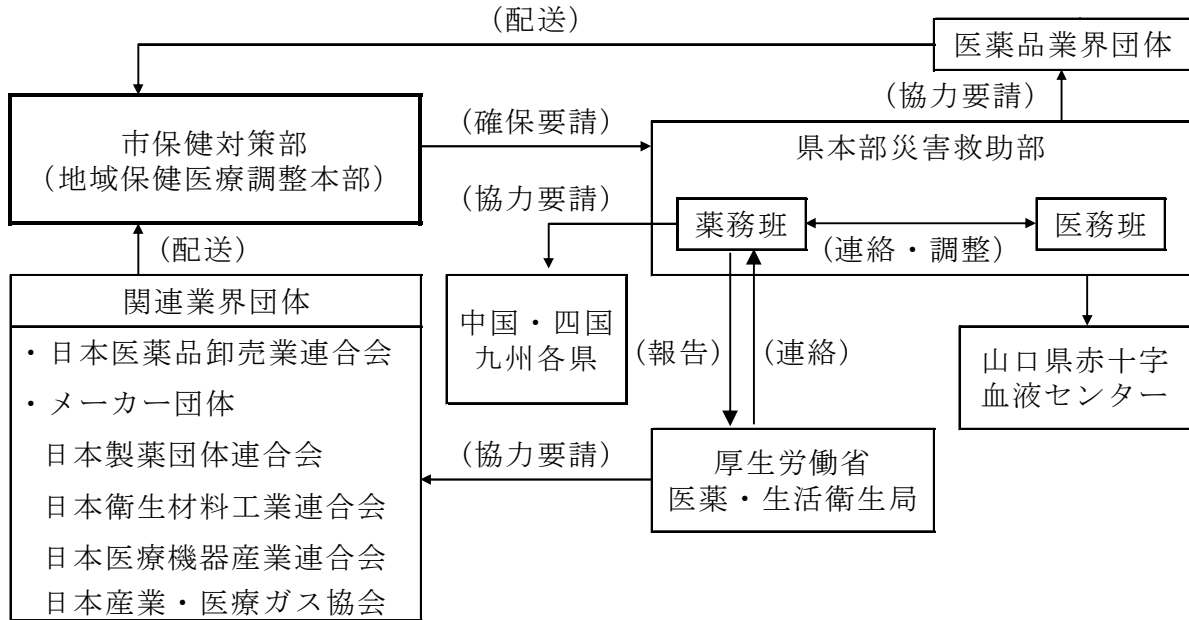 (配送)
医薬品業界団体
(協力要請)
市保健対策部
(地域保健医療調整本部)
(確保要請)
県本部災害救助部
(協力要請)
薬務班
医務班
(連絡・調整)
(配送)
関連業界団体
・日本医薬品卸売業連合会
・メーカー団体
日本製薬団体連合会
日本衛生材料工業連合会
日本医療機器産業連合会
日本産業・医療ガス協会
中国・四国
九州各県
(報告)
(連絡)
山口県赤十字
血液センター
(協力要請)
厚生労働省
医薬・生活衛生局